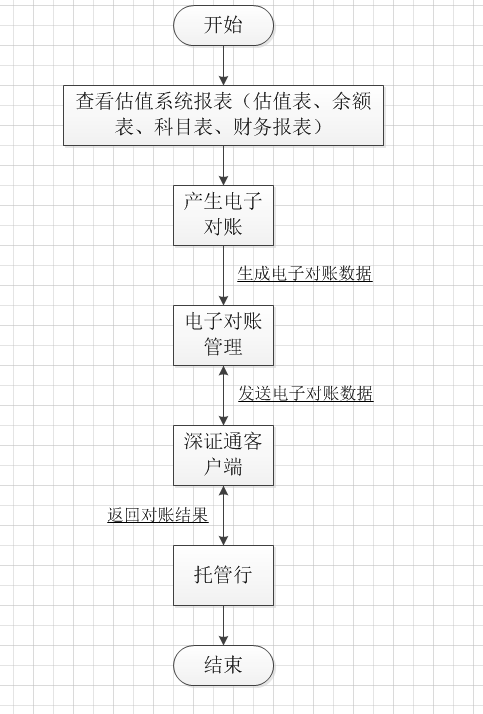 开始
查看估值系统报表（估值表、余额
表、科目表、财务报表）
产生电子
对账
生成电子对账数据
电子对账
管理
发送电子对账数据
深证通客
户端
返回对账结果
托管行
结束